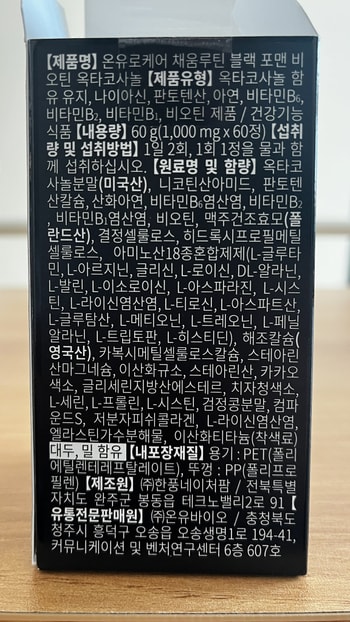 【제품명】 온유로케어 채움루틴 블랙 포맨 비
오틴 옥타코사놀 【제품유형】 옥타코사놀 함
유 유지, 나이아신, 판토텐산, 아연, 비타민B₆,
비타민B₂, 비타민B₁, 비오틴 제품 / 건강기능
식품 【내용량】 60 g(1,000 mg x 60정) 【섭취
량 및 섭취방법】 1일 2회, 1회 1정을 물과 함
께 섭취하십시오. 【원료명 및 함량】 옥타코
사놀분말(미국산), 니코틴산아미드, 판토텐
산칼슘, 산화아연, 비타민B₆염산염, 비타민B₂
, 비타민B₁염산염, 비오틴, 맥주건조효모(폴
란드산), 결정셀룰로스, 히드록시프로필메틸
셀룰로스, 아미노산18종혼합제제(L-글루타
민, L-아르지닌, 글리신, L-로이신, DL-알라닌,
L-발린, L-이소로이신, L-아스파라진, L-시스
틴, L-라이신염산염, L-티로신, L-아스파트산,
L-글루탐산, L-메티오닌, L-트레오닌, L-페닐
알라닌, L-트립토판, L-히스티딘), 해조칼슘(
영국산), 카복시메틸셀룰로스칼슘, 스테아린
산마그네슘, 이산화규소, 스테아린산, 카카오
색소, 글리세린지방산에스테르, 치자청색소,
L-세린, L-프롤린, L-시스틴, 검정콩분말, 컴파
운드S, 저분자피쉬콜라겐, L-라이신염산염,
엘라스틴가수분해물, 이산화티타늄(착색료)
대두, 밀 함유 【내포장재질】 용기 : PET(폴리
에틸렌테레프탈레이트), 뚜껑 : PP(폴리프로
필렌) 【제조원】 ㈜한풍네이처팜 / 전북특별
자치도 완주군 봉동읍 테크노밸리2로 91 【
유통전문판매원】 ㈜온유바이오 / 충청북도
청주시 흥덕구 오송읍 오송생명1로 194-41,
커뮤니케이션 및 벤처연구센터 6층 607호